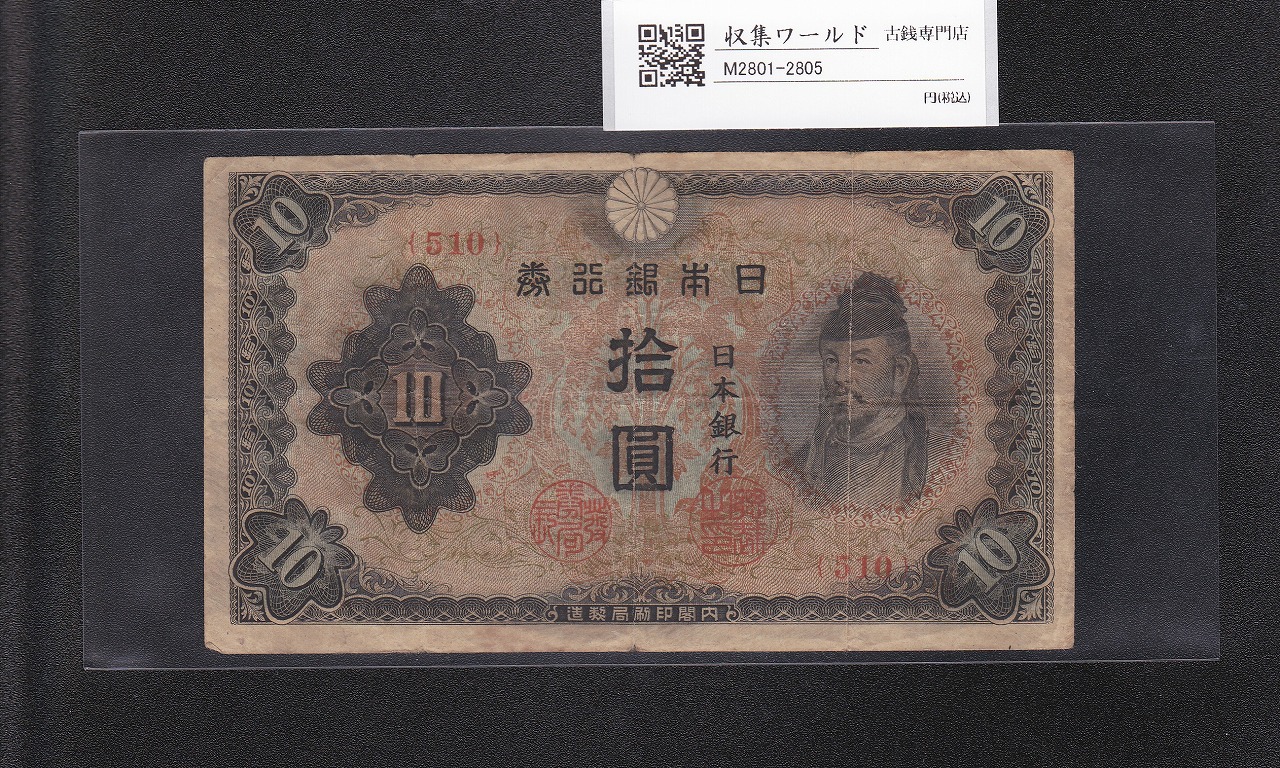 収集ワールド 古銭専門店
M2801-2805
円(税込)
10
10
{510}
日本銀行券
拾圓
日本銀行
10
{510}
10
10
内閣印刷局製造